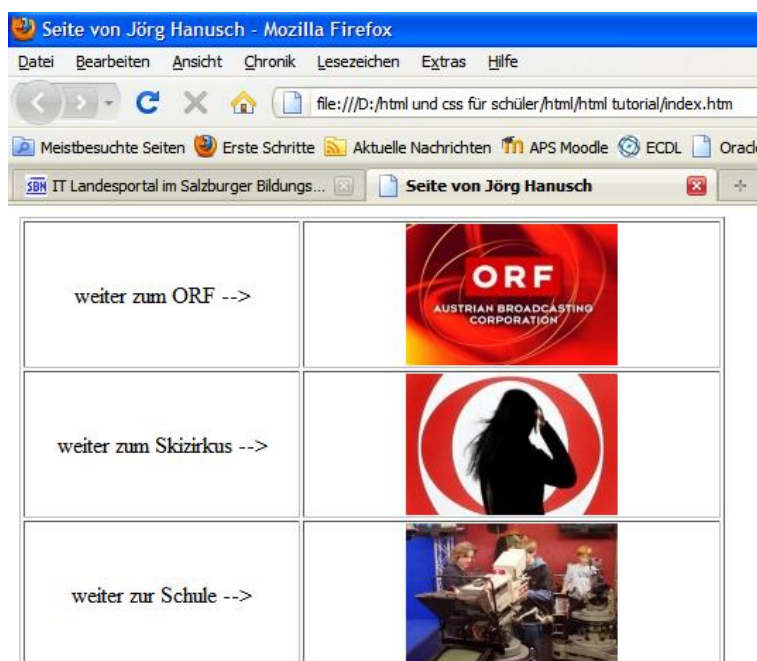 Seite von Jörg Hanusch - Mozilla Firefox
Datei Bearbeiten Ansicht Chronik Lesezeichen Extras Hilfe
file:///D:/html und css für schüler/html/html tutorial/index.htm
Meistbesuchte Seiten Erste Schritte Aktuelle Nachrichten APS Moodle ECDL Oracl
SBN IT Landesportal im Salzburger Bildungs... Seite von Jörg Hanusch
weiter zum ORF -->
ORF
AUSTRIAN BROADCASTING
CORPORATION
weiter zum Skizirkus -->
weiter zur Schule -->